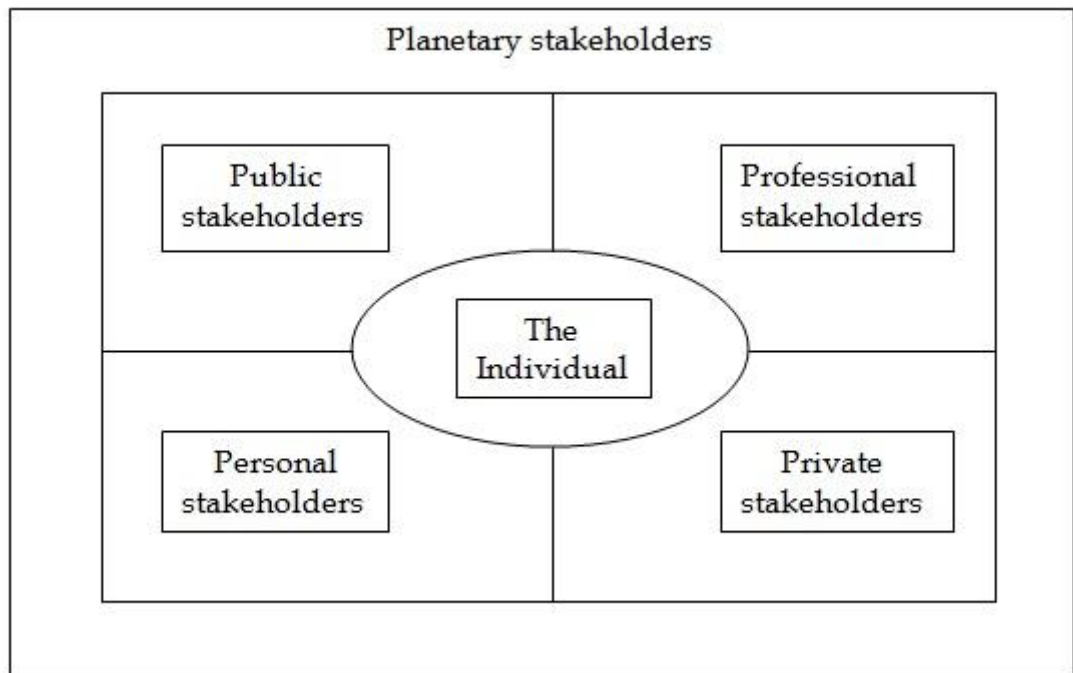 Planetary stakeholders
Public
stakeholders
Professional
stakeholders
The
Individual
Personal
stakeholders
Private
stakeholders